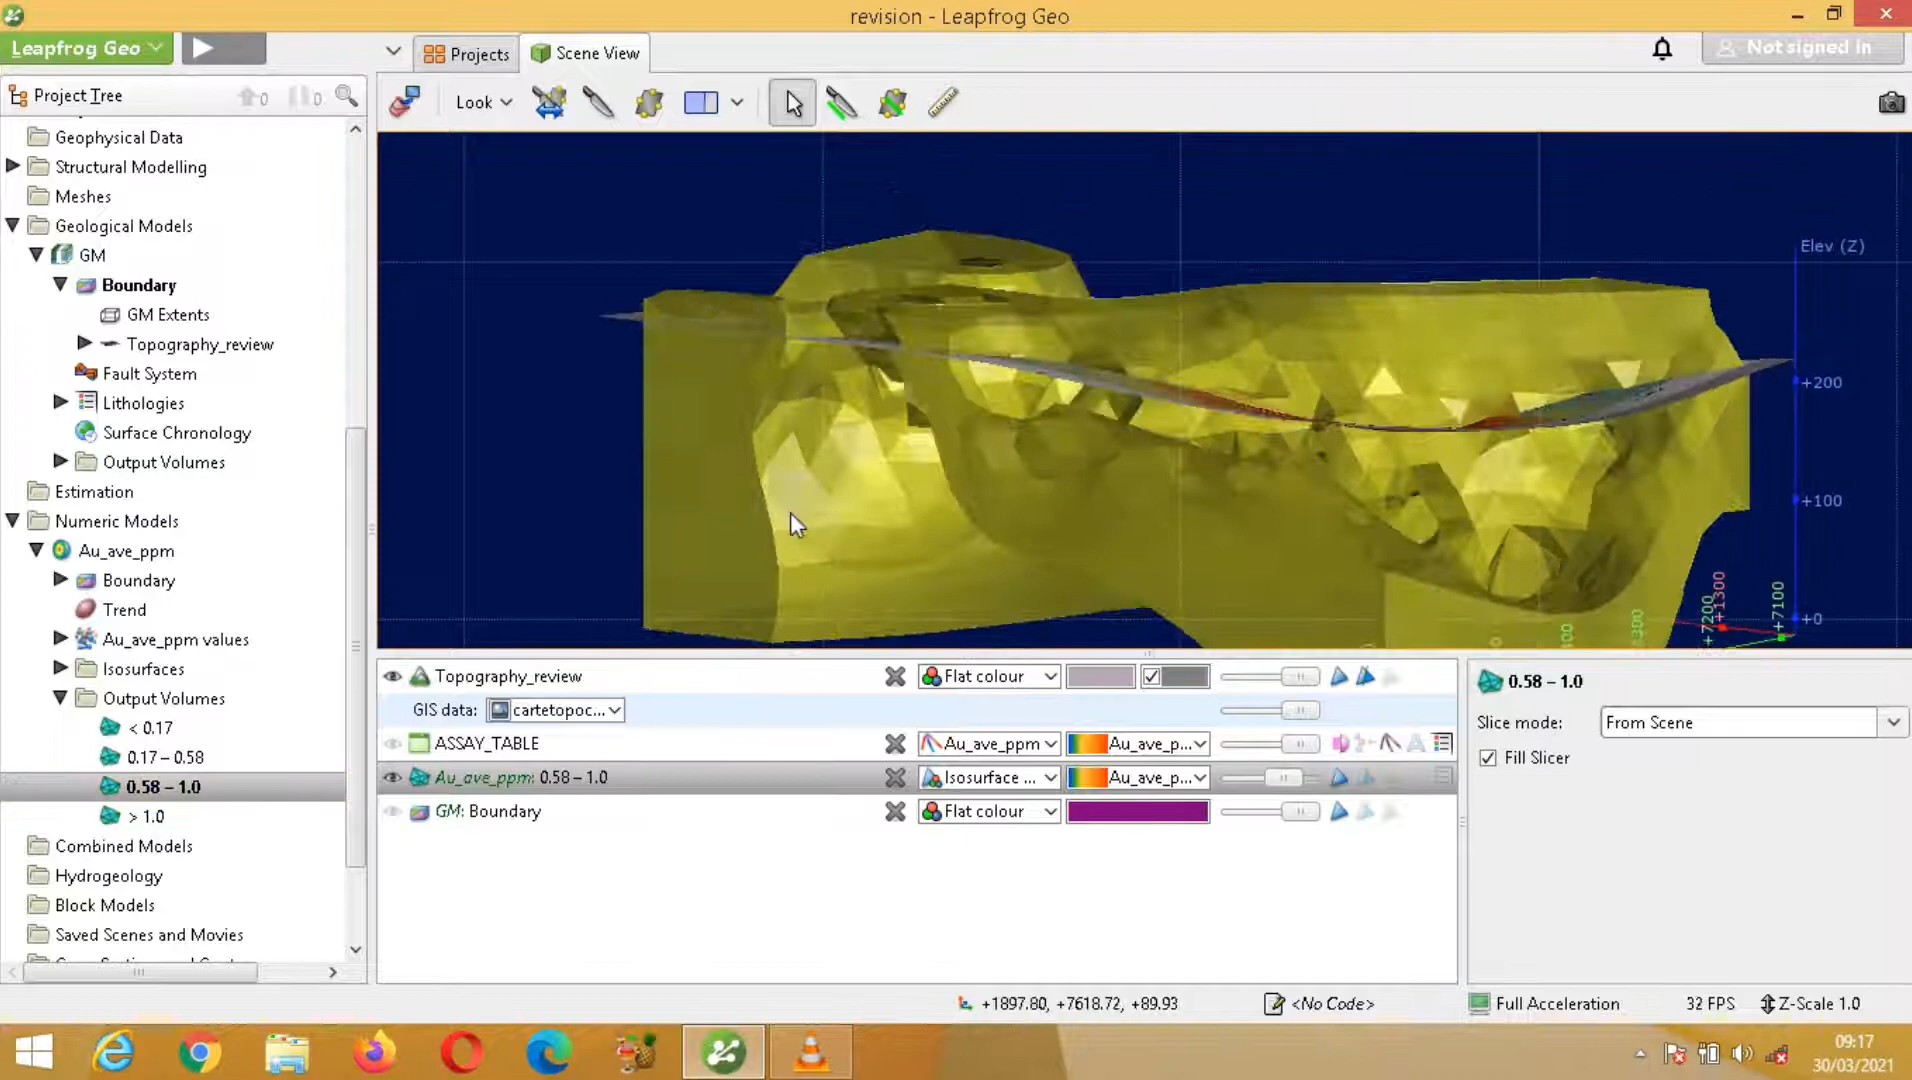 revision - Leapfrog Geo
Leapfrog Geo
Projects
Scene View
Not signed in
Project Tree
0
0
Look
Geophysical Data
Structural Modelling
Meshes
Geological Models
GM
Boundary
GM Extents
Topography_review
Fault System
Lithologies
Surface Chronology
Output Volumes
Estimation
Numeric Models
Au_ave_ppm
Boundary
Trend
Au_ave_ppm values
Isosurfaces
Output Volumes
< 0.17
0.17 – 0.58
0.58 – 1.0
> 1.0
Combined Models
Hydrogeology
Block Models
Saved Scenes and Movies
Elev (Z)
+200
+100
+0
+7200
+1300
+7100
Topography_review
Flat colour
GIS data:
cartetopoc...
ASSAY_TABLE
Au_ave_ppm
Au_ave_p...
Au_ave_ppm: 0.58 – 1.0
Isosurface ...
Au_ave_p...
GM: Boundary
Flat colour
0.58 – 1.0
Slice mode:
From Scene
Fill Slicer
+1897.80, +7618.72, +89.93
<No Code>
Full Acceleration
32 FPS
Z-Scale 1.0
09:17
30/03/2021